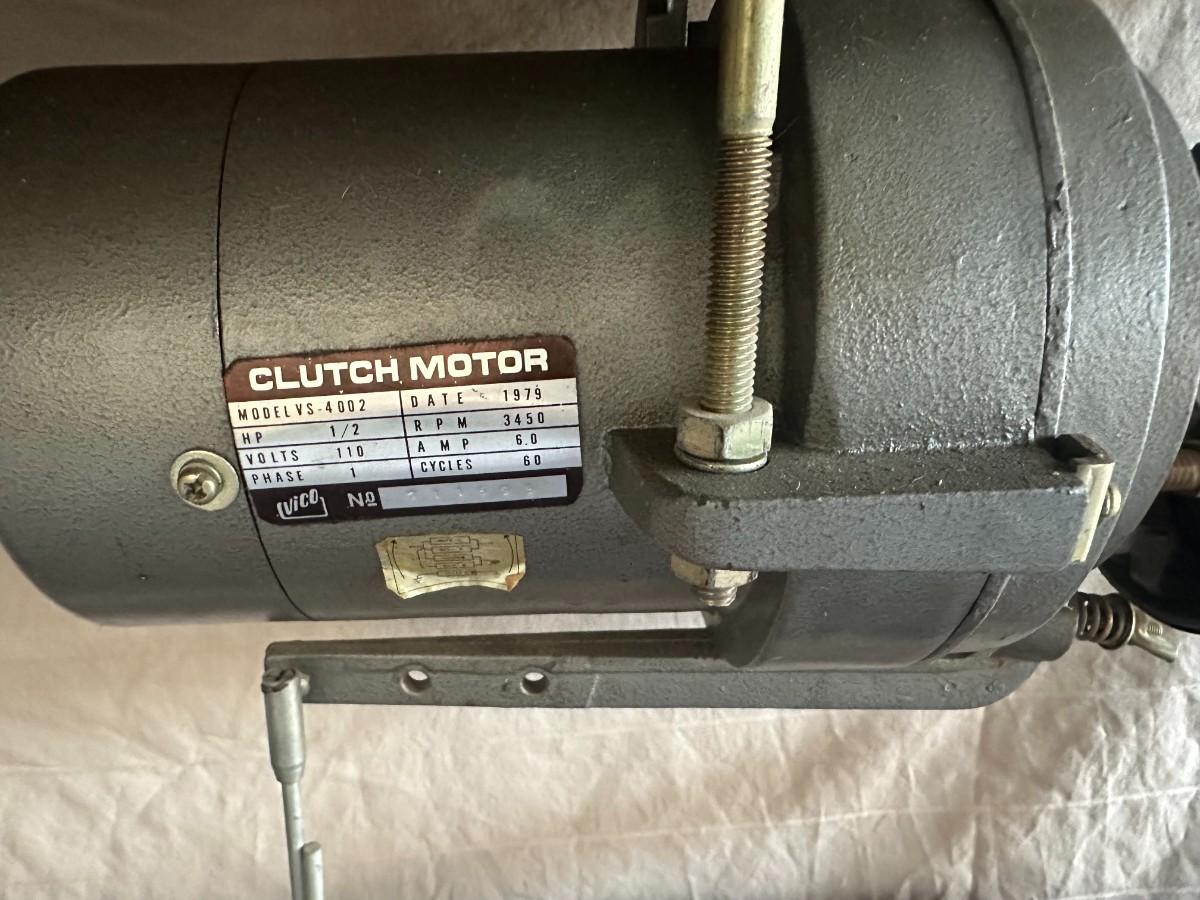 CLUTCH MOTOR
MODEL VS-4002 DATE 1979
HP 1/2 RPM 3450
VOLTS 110 AMP 6.0
PHASE 1 CYCLES 60
VICO No